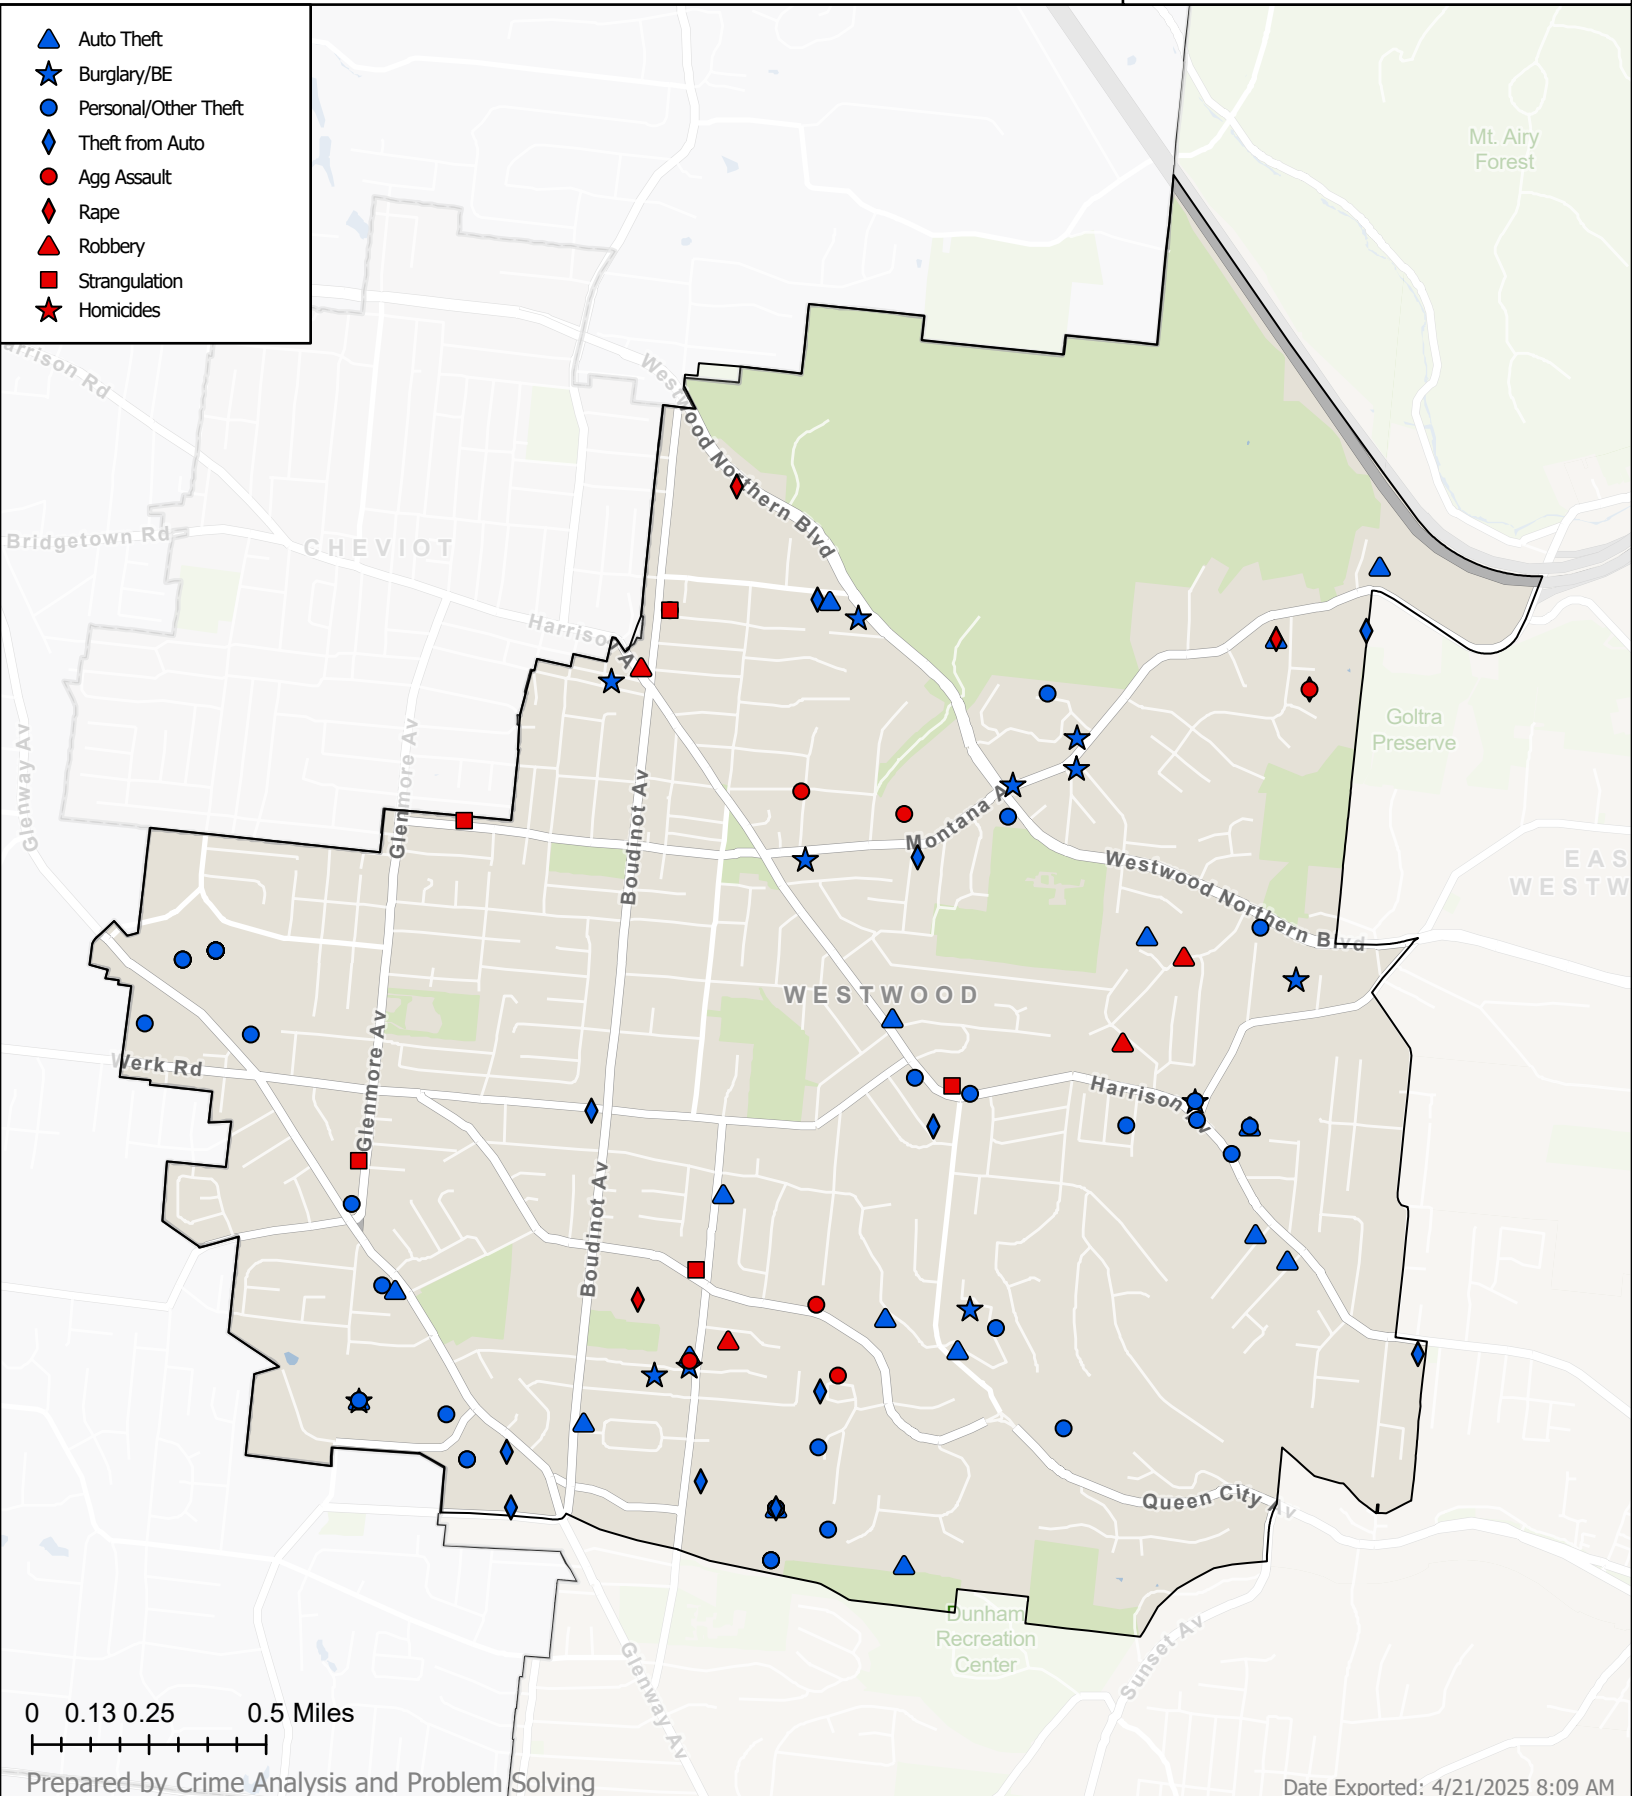 Auto Theft
Burglary/BE
Personal/Other Theft
Theft from Auto
Agg Assault
Rape
Robbery
Strangulation
Homicides
Mt. Airy
Forest
Westwood Northern Blvd
Bridgetown Rd
CHEVIOT
Harrison Av
Goltra
Preserve
Glenway Av
Glenmore Av
Boudinot Av
Montana A
Westwood Northern Blvd
EAS
WESTW
WESTWOOD
Werk Rd
Glenmore Av
Harrison Av
Boudinot Av
Queen City Av
Dunham
Recreation
Center
Sunset Av
Glenway Av
0 0.13 0.25 0.5 Miles
Prepared by Crime Analysis and Problem Solving
Date Exported: 4/21/2025 8:09 AM